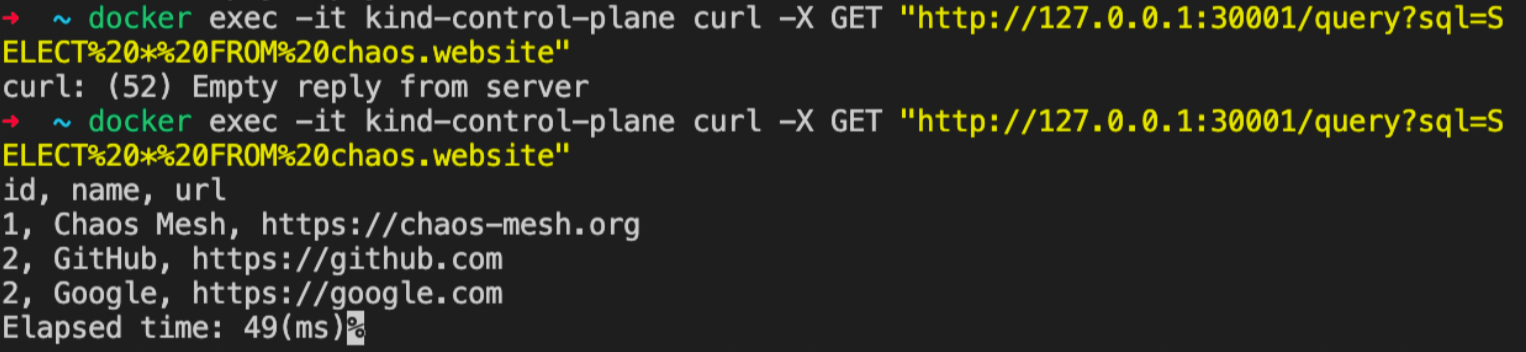 ➜  ~ docker exec -it kind-control-plane curl -X GET "http://127.0.0.1:30001/query?sql=S
ELECT%20*%20FROM%20chaos.website"
curl: (52) Empty reply from server
➜  ~ docker exec -it kind-control-plane curl -X GET "http://127.0.0.1:30001/query?sql=S
ELECT%20*%20FROM%20chaos.website"
id, name, url
1, Chaos Mesh, https://chaos-mesh.org
2, GitHub, https://github.com
2, Google, https://google.com
Elapsed time: 49(ms)%